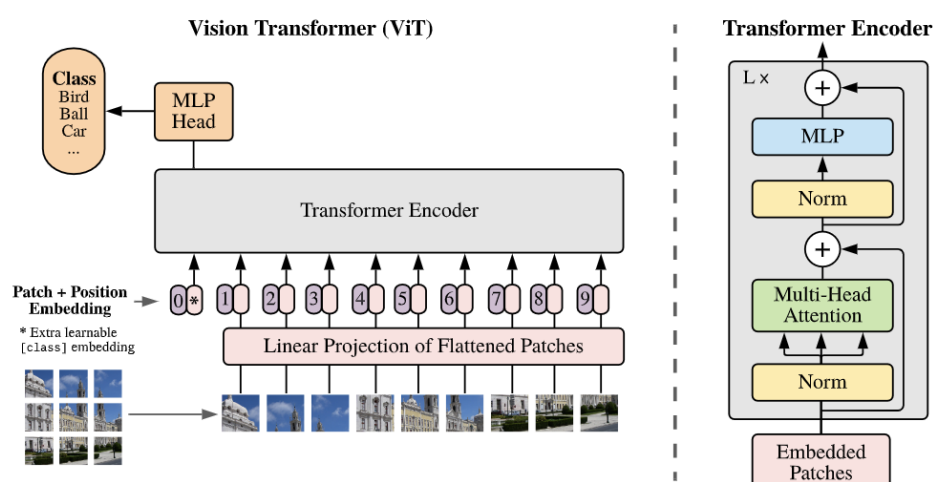 Vision Transformer (ViT)
Class
Bird
Ball
Car
...
MLP
Head
Transformer Encoder
Patch + Position
Embedding
* Extra learnable
[class] embedding
0 * 1 2 3 4 5 6 7 8 9
Linear Projection of Flattened Patches
Transformer Encoder
L ×
+
MLP
Norm
+
Multi-Head
Attention
Norm
Embedded
Patches